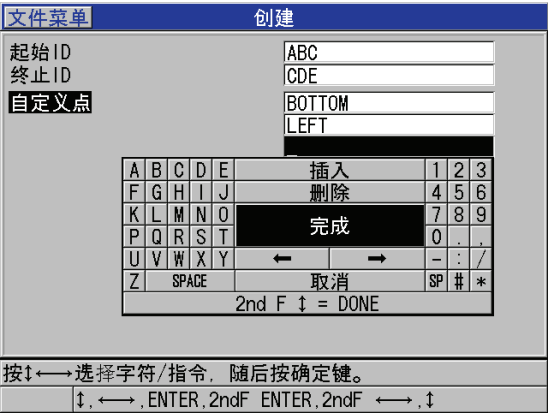 文件菜单 创建
起始ID ABC
终止ID CDE
自定义点 BOTTOM
LEFT
A B C D E 插入 1 2 3
F G H I J 删除 4 5 6
K L M N O 完成 7 8 9
P Q R S T 0 . ,
U V W X Y ← → - : /
Z SPACE 取消 SP # *
2nd F ↕ = DONE
按↕←→选择字符/指令, 随后按确定键。
↕, ←→, ENTER, 2ndF ENTER, 2ndF ←→, ↕